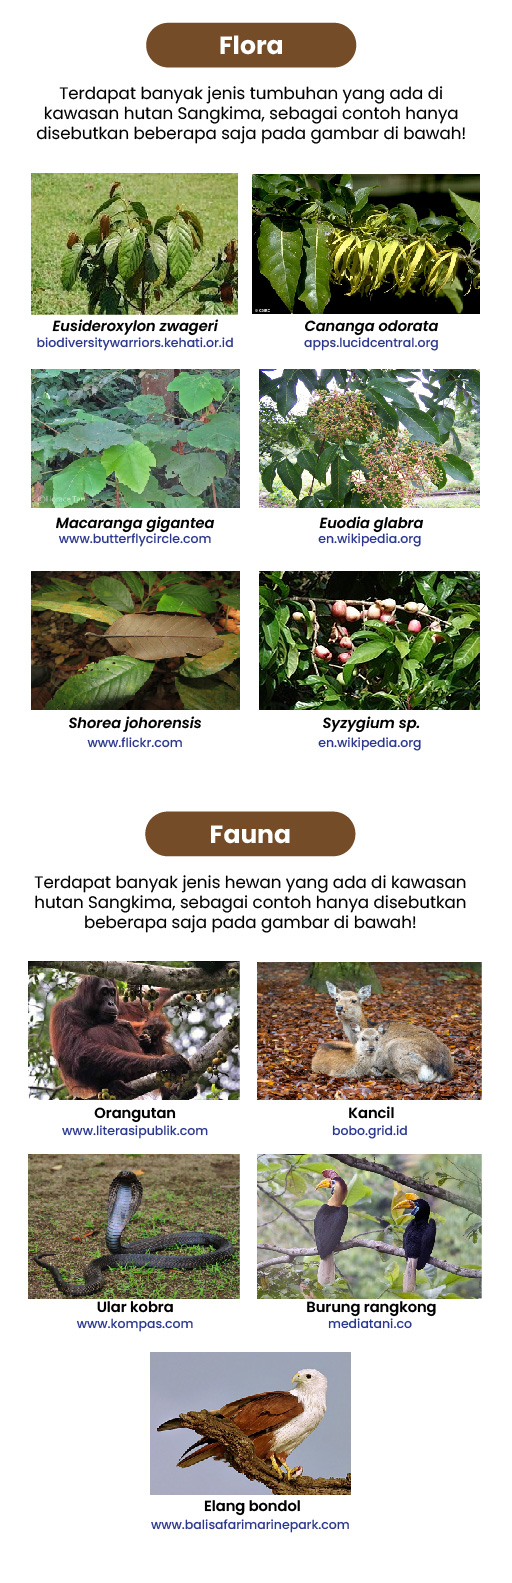 Flora
Terdapat banyak jenis tumbuhan yang ada di
kawasan hutan Sangkima, sebagai contoh hanya
disebutkan beberapa saja pada gambar di bawah!
Eusideroxylon zwageri
biodiversitywarriors.kehati.or.id
Cananga odorata
apps.lucidcentral.org
Macaranga gigantea
www.butterflycircle.com
Euodia glabra
en.wikipedia.org
Shorea johorensis
www.flickr.com
Syzygium sp.
en.wikipedia.org
Fauna
Terdapat banyak jenis hewan yang ada di kawasan
hutan Sangkima, sebagai contoh hanya disebutkan
beberapa saja pada gambar di bawah!
Orangutan
www.literasipublik.com
Kancil
bobo.grid.id
Ular kobra
www.kompas.com
Burung rangkong
mediatani.co
Elang bondol
www.balisafarimarinepark.com